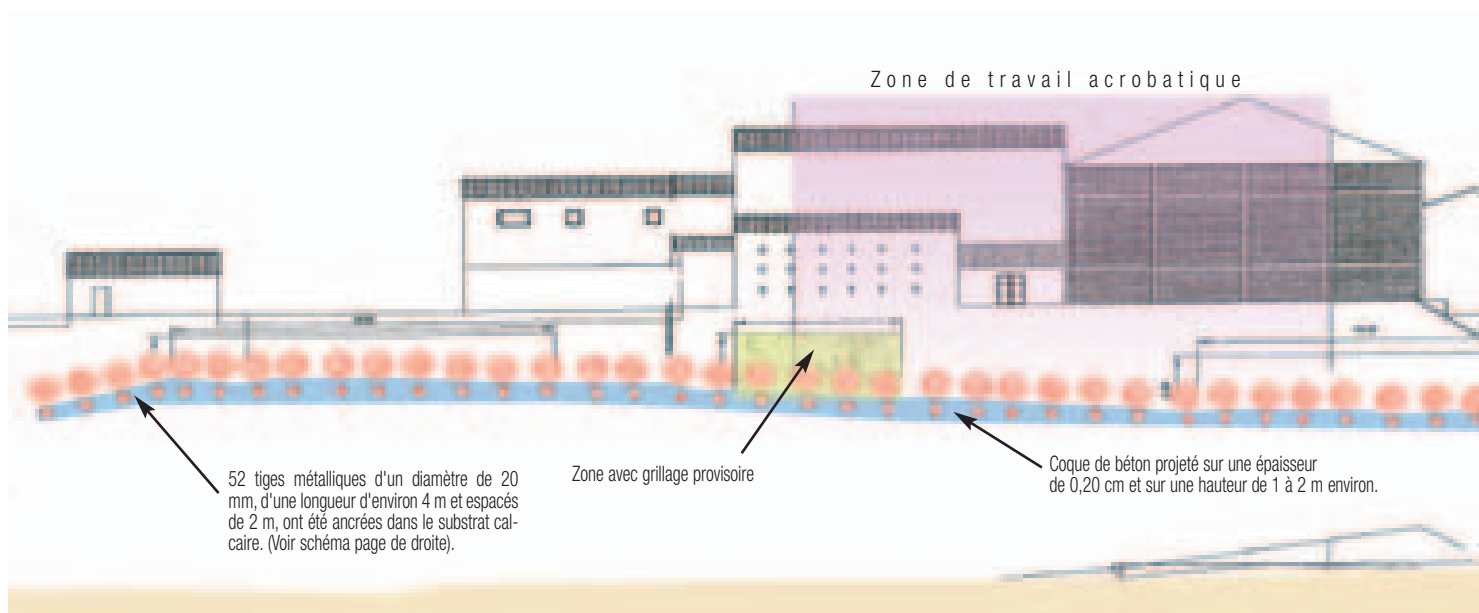 Zone de travail acrobatique
52 tiges métalliques d'un diamètre de 20
mm, d'une longueur d'environ 4 m et espacés
de 2 m, ont été ancrées dans le substrat cal-
caire. (Voir schéma page de droite).
Zone avec grillage provisoire
Coque de béton projeté sur une épaisseur
de 0,20 cm et sur une hauteur de 1 à 2 m environ.